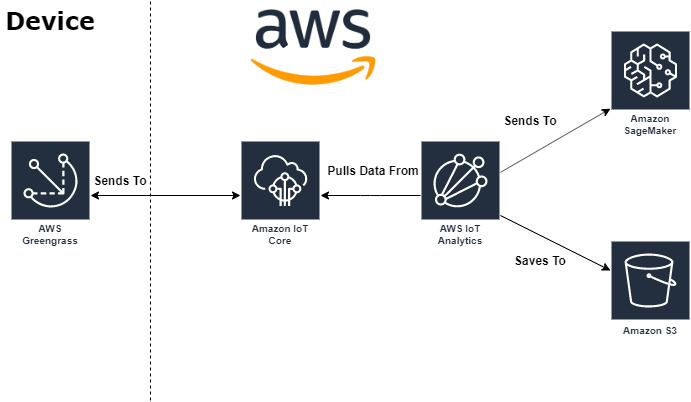 Device
aws
Sends To
AWS
Greengrass
Amazon IoT
Core
Pulls Data From
AWS IoT
Analytics
Sends To
Amazon
SageMaker
Saves To
Amazon S3